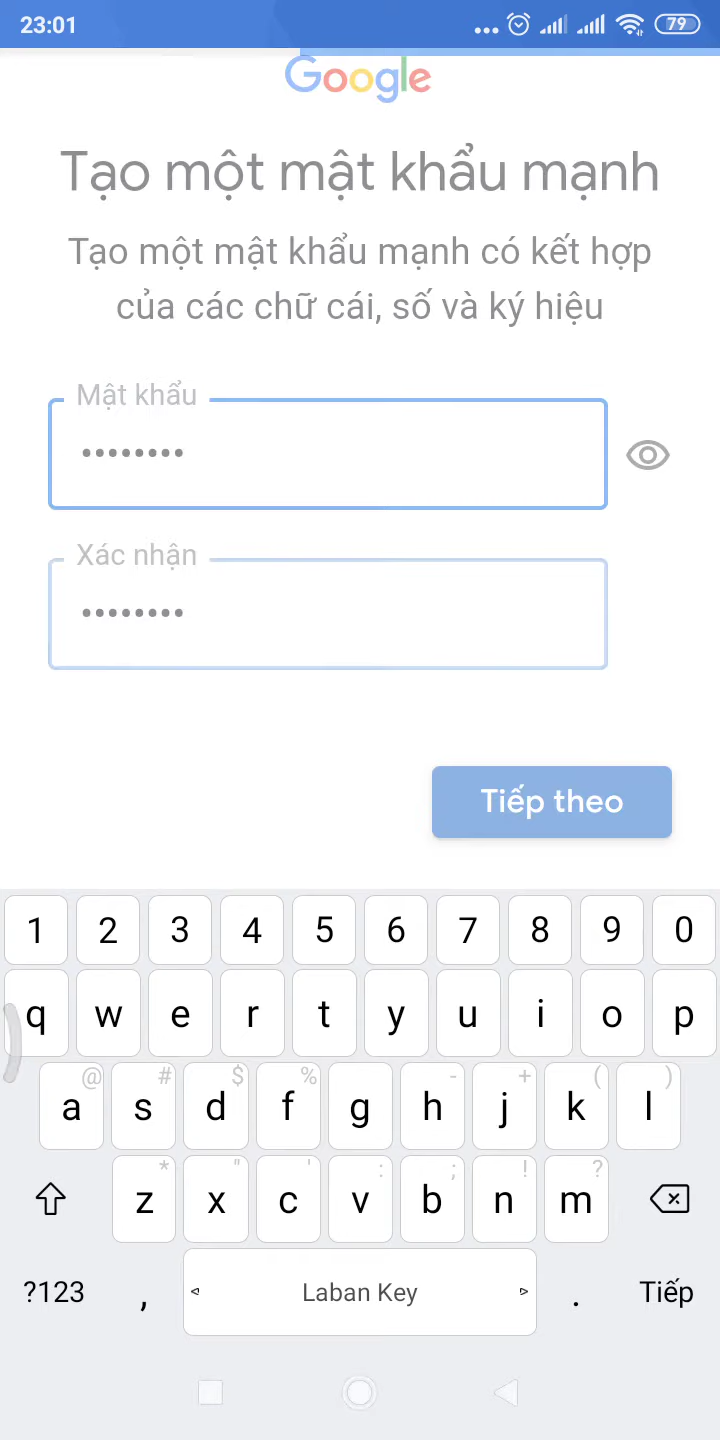 23:01
79
Google
Tạo một mật khẩu mạnh
Tạo một mật khẩu mạnh có kết hợp
của các chữ cái, số và ký hiệu
Mật khẩu
••••••••
Xác nhận
••••••••
Tiếp theo
1 2 3 4 5 6 7 8 9 0
q w e r t y u i o p
@ # $ % - + ( )
a s d f g h j k l
* " ' : ; ! ?
z x c v b n m
?123 , Laban Key . Tiếp